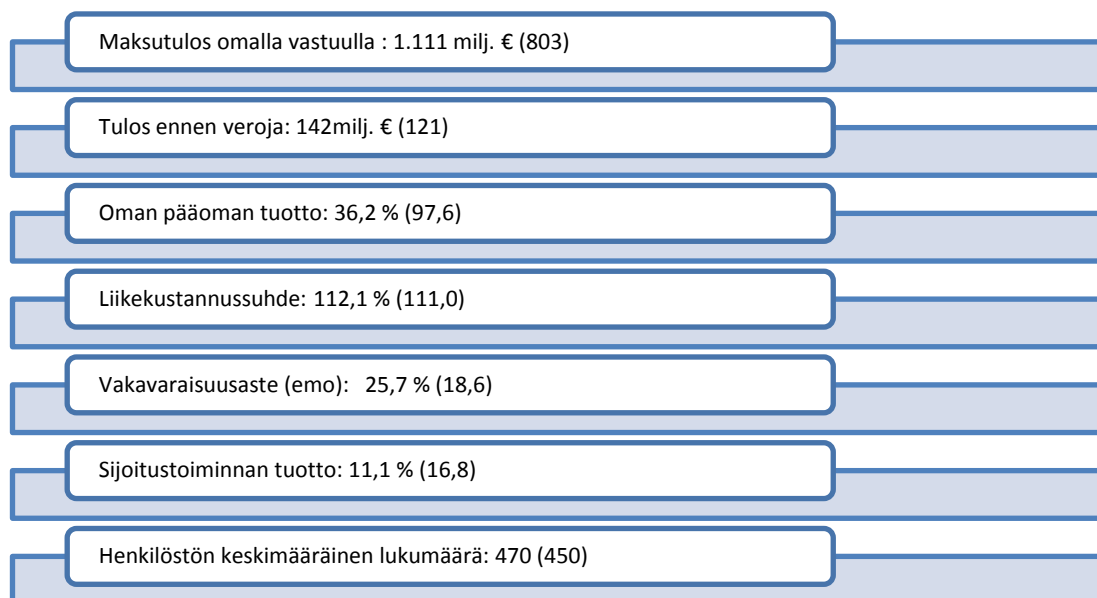 Maksutulos omalla vastuulla : 1.111 milj. € (803)
Tulos ennen veroja: 142milj. € (121)
Oman pääoman tuotto: 36,2 % (97,6)
Liikekustannussuhde: 112,1 % (111,0)
Vakavaraisuusaste (emo): 25,7 % (18,6)
Sijoitustoiminnan tuotto: 11,1 % (16,8)
Henkilöstön keskimääräinen lukumäärä: 470 (450)